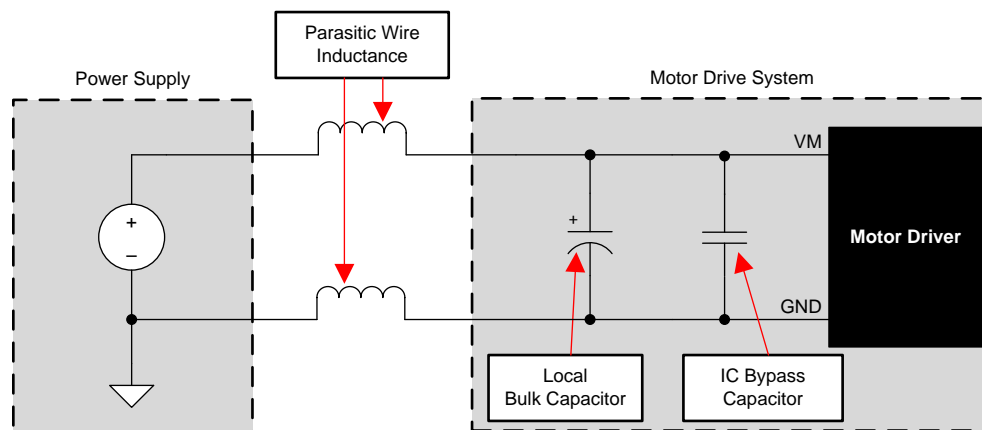 Parasitic Wire
Inductance
Power Supply
Motor Drive System
VM
+
–
+
Motor Driver
GND
Local
Bulk Capacitor
IC Bypass
Capacitor